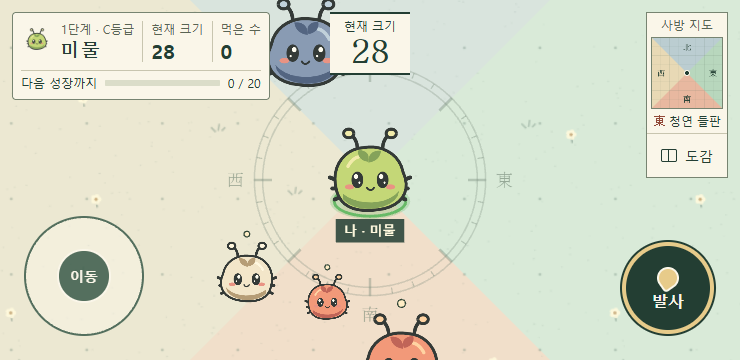 1단계 · C등급
미물
현재 크기
28
먹은 수
0
다음 성장까지
0 / 20
현재 크기
28
사방 지도
北
西
東
南
東 청연 들판
도감
西
東
南
나 · 미물
이동
발사